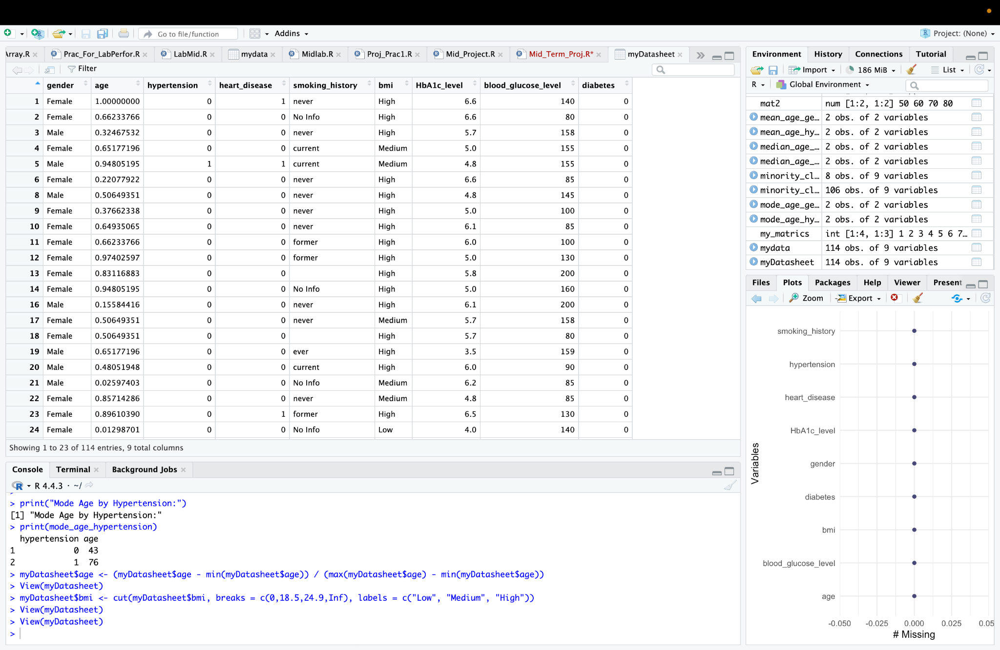 Go to file/function Addins Project: (None)
Array.R Prac_For_LabPerfor.R LabMid.R mydata Midlab.R Proj_Prac1.R Mid_Project.R Mid_Term_Proj.R* myDatasheet
Filter
gender age hypertension heart_disease smoking_history bmi HbA1c_level blood_glucose_level diabetes
1 Female 1.00000000 0 1 never High 6.6 140 0
2 Female 0.66233766 0 0 No Info High 6.6 80 0
3 Male 0.32467532 0 0 never High 5.7 158 0
4 Female 0.65177196 0 0 current Medium 5.0 155 0
5 Male 0.94805195 1 1 current Medium 4.8 155 0
6 Female 0.22077922 0 0 never High 6.6 85 0
8 Male 0.50649351 0 0 never High 4.8 145 0
9 Female 0.37662338 0 0 never High 5.0 100 0
10 Female 0.64935065 0 0 never High 6.1 85 0
11 Female 0.66233766 0 0 former High 6.0 100 0
12 Female 0.97402597 0 0 former High 5.0 130 0
13 Female 0.83116883 0 0 High 5.8 200 0
14 Female 0.94805195 0 0 No Info High 5.0 160 0
16 Male 0.15584416 0 0 never High 6.1 200 0
17 Female 0.50649351 0 0 never Medium 5.7 158 0
18 Female 0.50649351 0 0 High 5.7 80 0
19 Male 0.65177196 0 0 ever High 3.5 159 0
20 Male 0.48051948 0 0 current High 6.0 90 0
21 Male 0.02597403 0 0 No Info Medium 6.2 85 0
22 Female 0.85714286 0 0 never Medium 4.8 85 0
23 Female 0.89610390 0 1 former High 6.5 130 0
24 Female 0.01298701 0 0 No Info Low 4.0 140 0
Showing 1 to 23 of 114 entries, 9 total columns
Console Terminal Background Jobs
R 4.4.3 · ~/
> print("Mode Age by Hypertension:")
[1] "Mode Age by Hypertension:"
> print(mode_age_hypertension)
hypertension age
1 0 43
2 1 76
> myDatasheet$age <- (myDatasheet$age - min(myDatasheet$age)) / (max(myDatasheet$age) - min(myDatasheet$age))
> View(myDatasheet)
> myDatasheet$bmi <- cut(myDatasheet$bmi, breaks = c(0,18.5,24.9,Inf), labels = c("Low", "Medium", "High"))
> View(myDatasheet)
> View(myDatasheet)
>
Environment History Connections Tutorial
Import 186 MiB List
R Global Environment
mat2 num [1:2, 1:2] 50 60 70 80
mean_age_ge… 2 obs. of 2 variables
mean_age_hy… 2 obs. of 2 variables
median_age_… 2 obs. of 2 variables
median_age_… 2 obs. of 2 variables
minority_cl… 8 obs. of 9 variables
minority_cl… 106 obs. of 9 variables
mode_age_ge… 2 obs. of 2 variables
mode_age_hy… 2 obs. of 2 variables
my_matrics int [1:4, 1:3] 1 2 3 4 5 6 7…
mydata 114 obs. of 9 variables
myDatasheet 114 obs. of 9 variables
Files Plots Packages Help Viewer Present
Zoom Export
smoking_history
hypertension
heart_disease
HbA1c_level
gender
diabetes
bmi
blood_glucose_level
age
Variables
-0.050 -0.025 0.000 0.025 0.05
# Missing